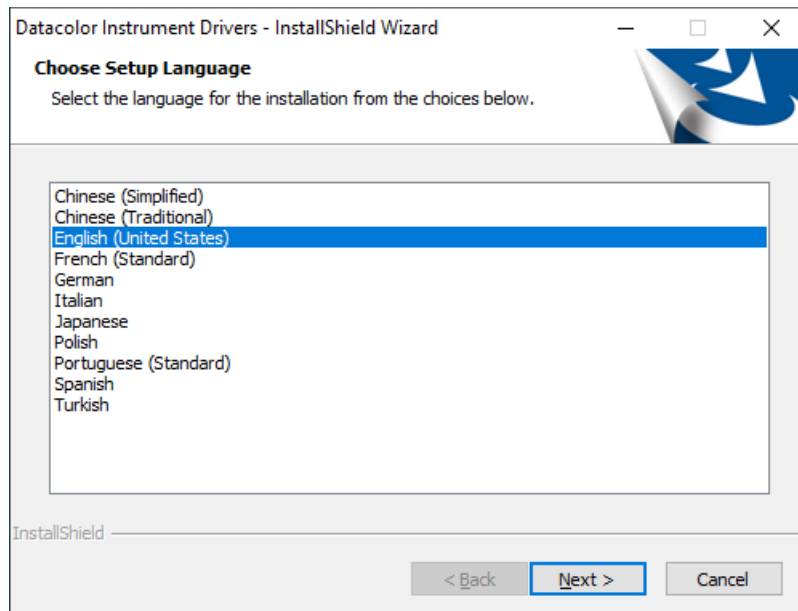 Datacolor Instrument Drivers - InstallShield Wizard
Choose Setup Language
Select the language for the installation from the choices below.
Chinese (Simplified)
Chinese (Traditional)
English (United States)
French (Standard)
German
Italian
Japanese
Polish
Portuguese (Standard)
Spanish
Turkish
InstallShield
< Back Next > Cancel